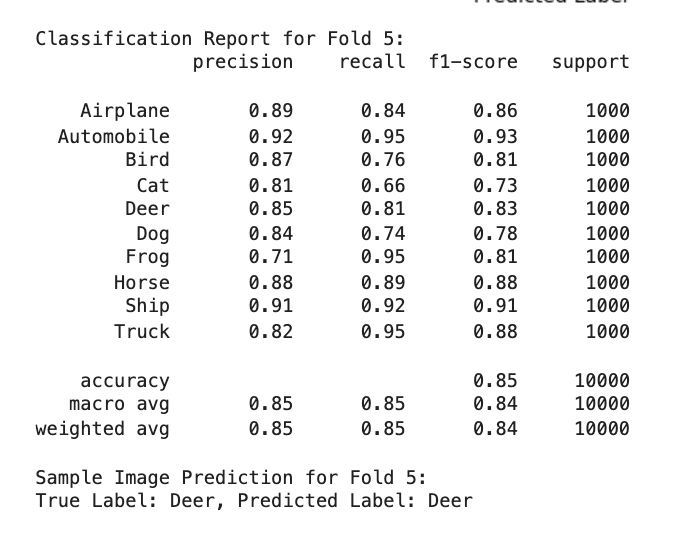 Predicted Label
Classification Report for Fold 5:
precision recall f1-score support
Airplane 0.89 0.84 0.86 1000
Automobile 0.92 0.95 0.93 1000
Bird 0.87 0.76 0.81 1000
Cat 0.81 0.66 0.73 1000
Deer 0.85 0.81 0.83 1000
Dog 0.84 0.74 0.78 1000
Frog 0.71 0.95 0.81 1000
Horse 0.88 0.89 0.88 1000
Ship 0.91 0.92 0.91 1000
Truck 0.82 0.95 0.88 1000
accuracy 0.85 10000
macro avg 0.85 0.85 0.84 10000
weighted avg 0.85 0.85 0.84 10000
Sample Image Prediction for Fold 5:
True Label: Deer, Predicted Label: Deer